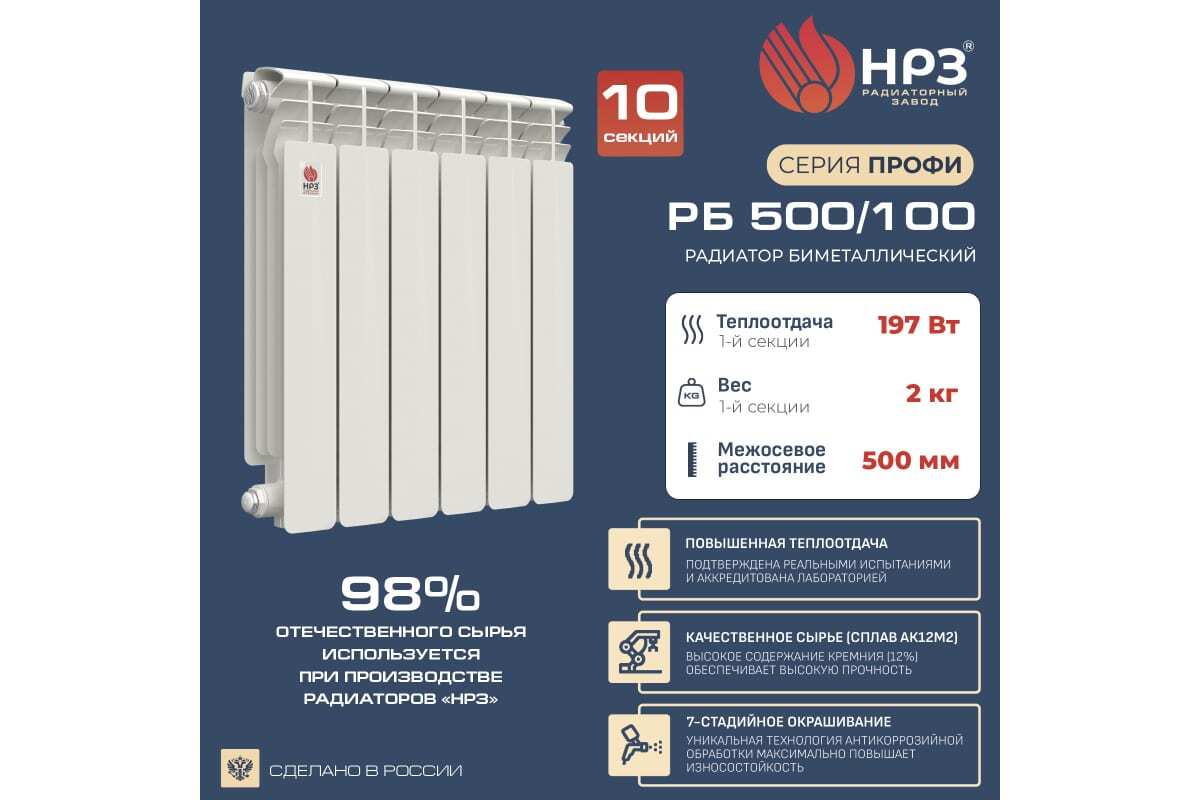 10
секций
НРЗ®
РАДИАТОРНЫЙ
ЗАВОД
СЕРИЯ ПРОФИ
РБ 500/100
РАДИАТОР БИМЕТАЛЛИЧЕСКИЙ
НРЗ
Теплоотдача
1-й секции
197 Вт
KG
Вес
1-й секции
2 кг
Межосевое
расстояние
500 мм
98%
ОТЕЧЕСТВЕННОГО СЫРЬЯ
ИСПОЛЬЗУЕТСЯ
ПРИ ПРОИЗВОДСТВЕ
РАДИАТОРОВ «НРЗ»
ПОВЫШЕННАЯ ТЕПЛООТДАЧА
ПОДТВЕРЖДЕНА РЕАЛЬНЫМИ ИСПЫТАНИЯМИ
И АККРЕДИТОВАНА ЛАБОРАТОРИЕЙ
КАЧЕСТВЕННОЕ СЫРЬЕ (СПЛАВ АК12М2)
ВЫСОКОЕ СОДЕРЖАНИЕ КРЕМНИЯ (12%)
ОБЕСПЕЧИВАЕТ ВЫСОКУЮ ПРОЧНОСТЬ
7-СТАДИЙНОЕ ОКРАШИВАНИЕ
УНИКАЛЬНАЯ ТЕХНОЛОГИЯ АНТИКОРРОЗИЙНОЙ
ОБРАБОТКИ МАКСИМАЛЬНО ПОВЫШАЕТ
ИЗНОСОСТОЙКОСТЬ
СДЕЛАНО В РОССИИ